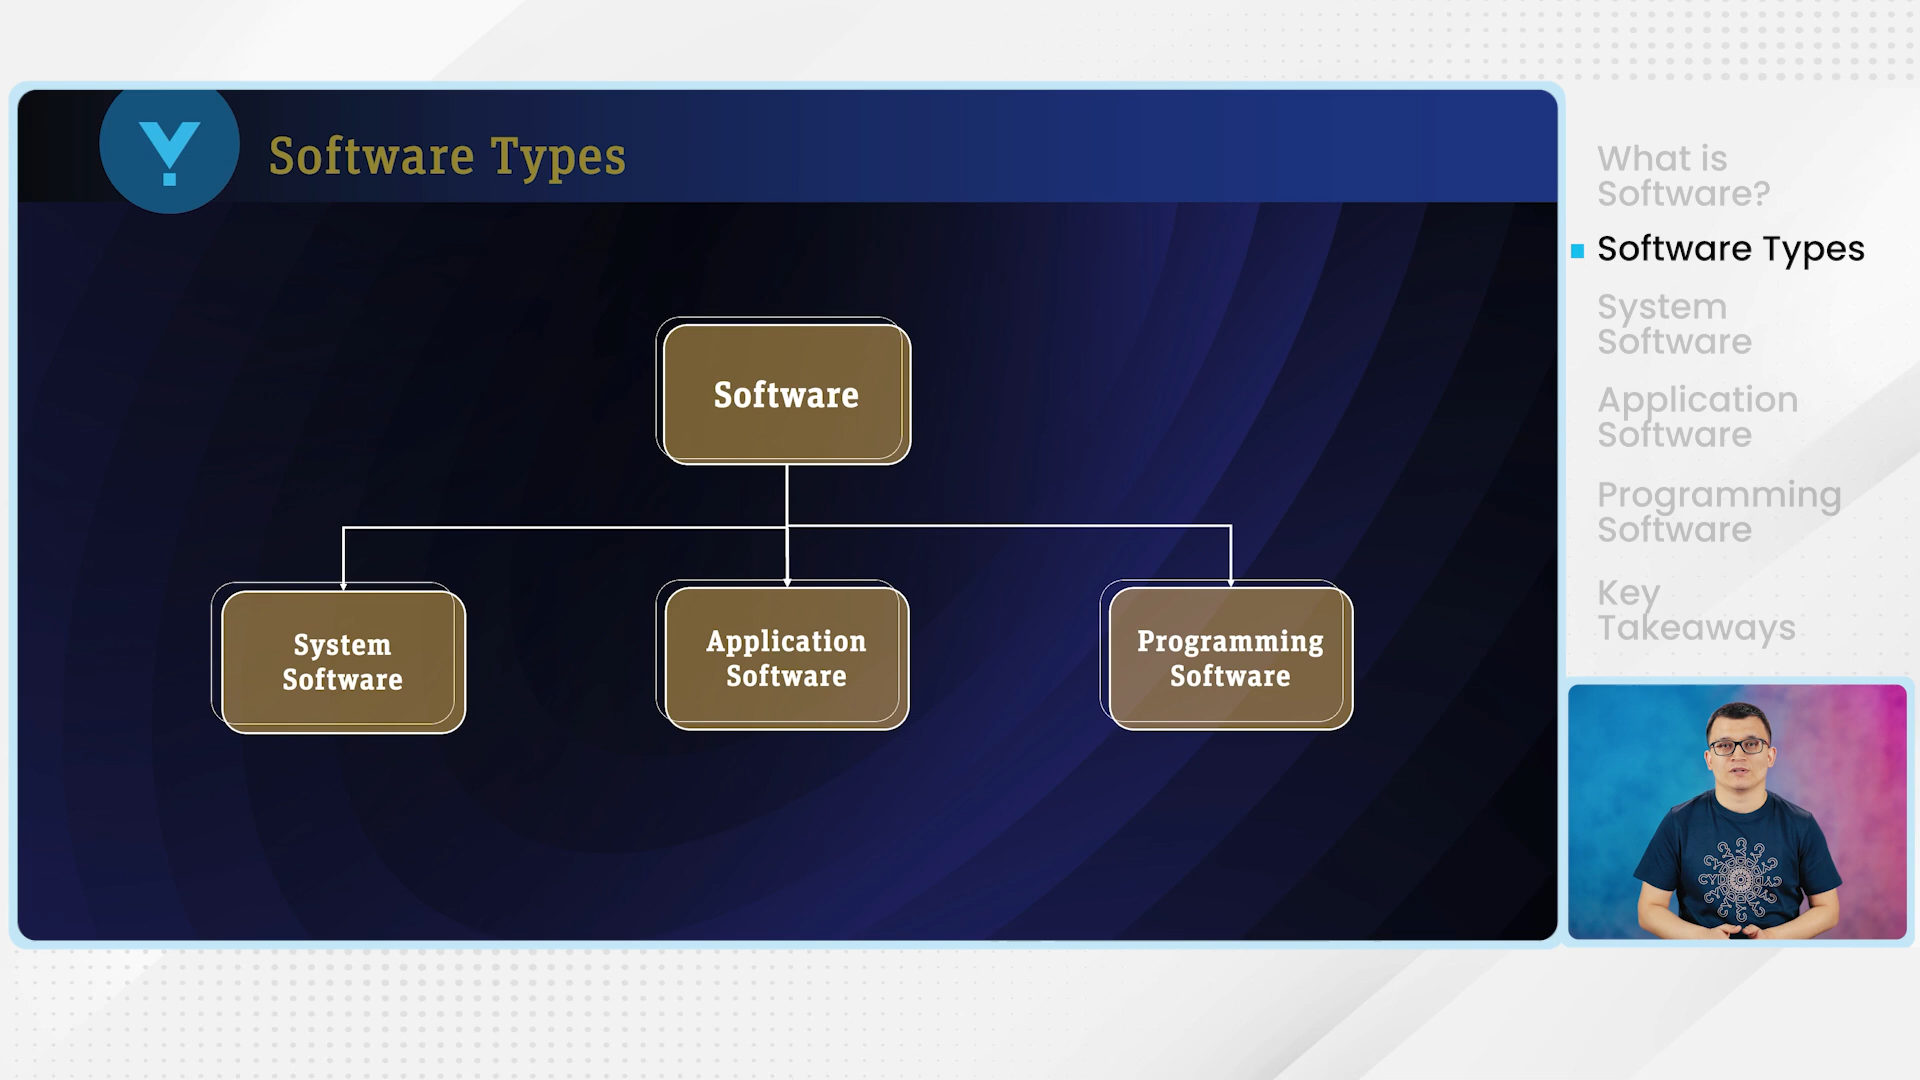 Software Types
Software
System
Software
Application
Software
Programming
Software
What is
Software?
Software Types
System
Software
Application
Software
Programming
Software
Key
Takeaways